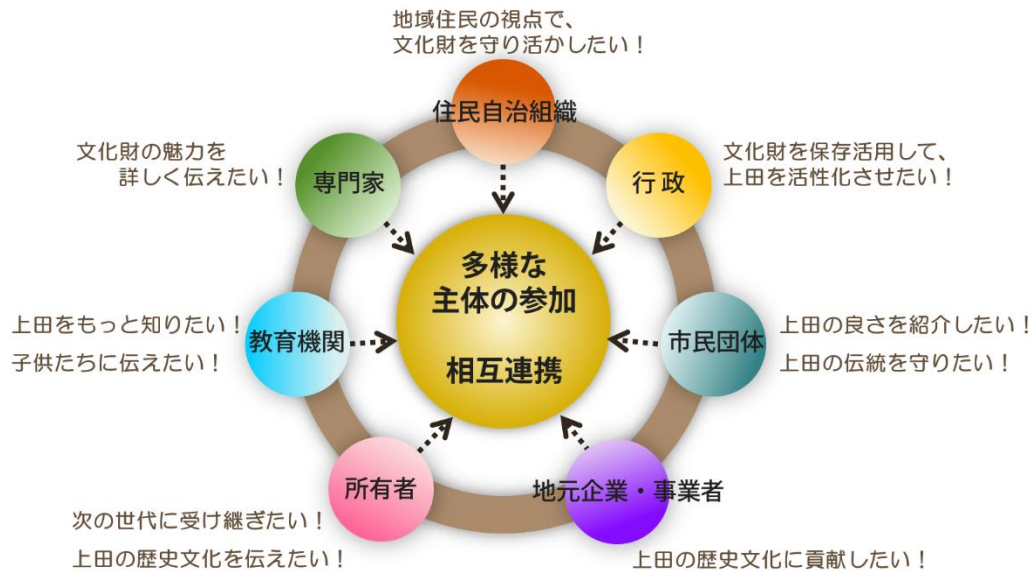 地域住民の視点で、
文化財を守り活かしたい！
住民自治組織
文化財の魅力を
詳しく伝えたい！
専門家
行政
文化財を保存活用して、
上田を活性化させたい！
多様な
主体の参加
相互連携
上田をもっと知りたい！
子供たちに伝えたい！
教育機関
市民団体
上田の良さを紹介したい！
上田の伝統を守りたい！
所有者
次の世代に受け継ぎたい！
上田の歴史文化を伝えたい！
地元企業・事業者
上田の歴史文化に貢献したい！